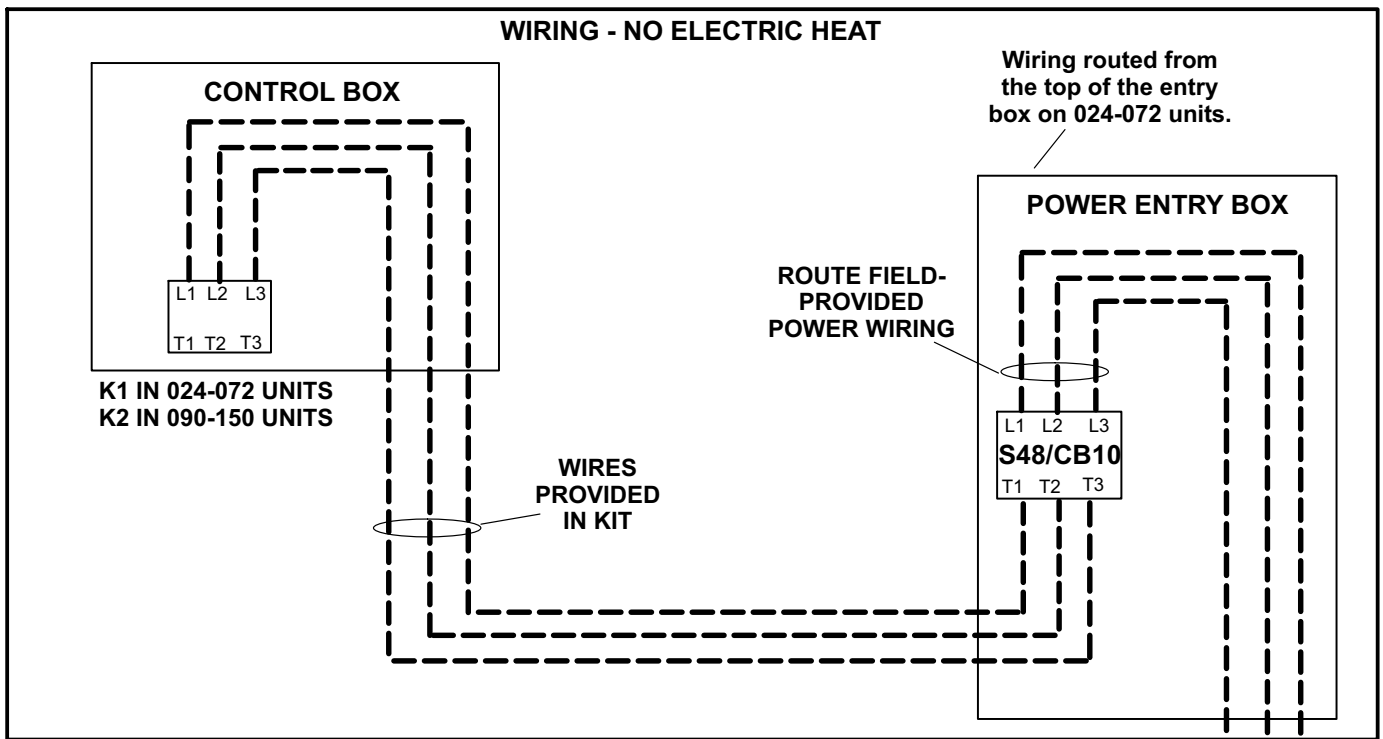 WIRING - NO ELECTRIC HEAT
Wiring routed from
the top of the entry
box on 024-072 units.
CONTROL BOX
L1 L2 L3
T1 T2 T3
K1 IN 024-072 UNITS
K2 IN 090-150 UNITS
WIRES
PROVIDED
IN KIT
POWER ENTRY BOX
ROUTE FIELD-
PROVIDED
POWER WIRING
L1 L2 L3
S48/CB10
T1 T2 T3